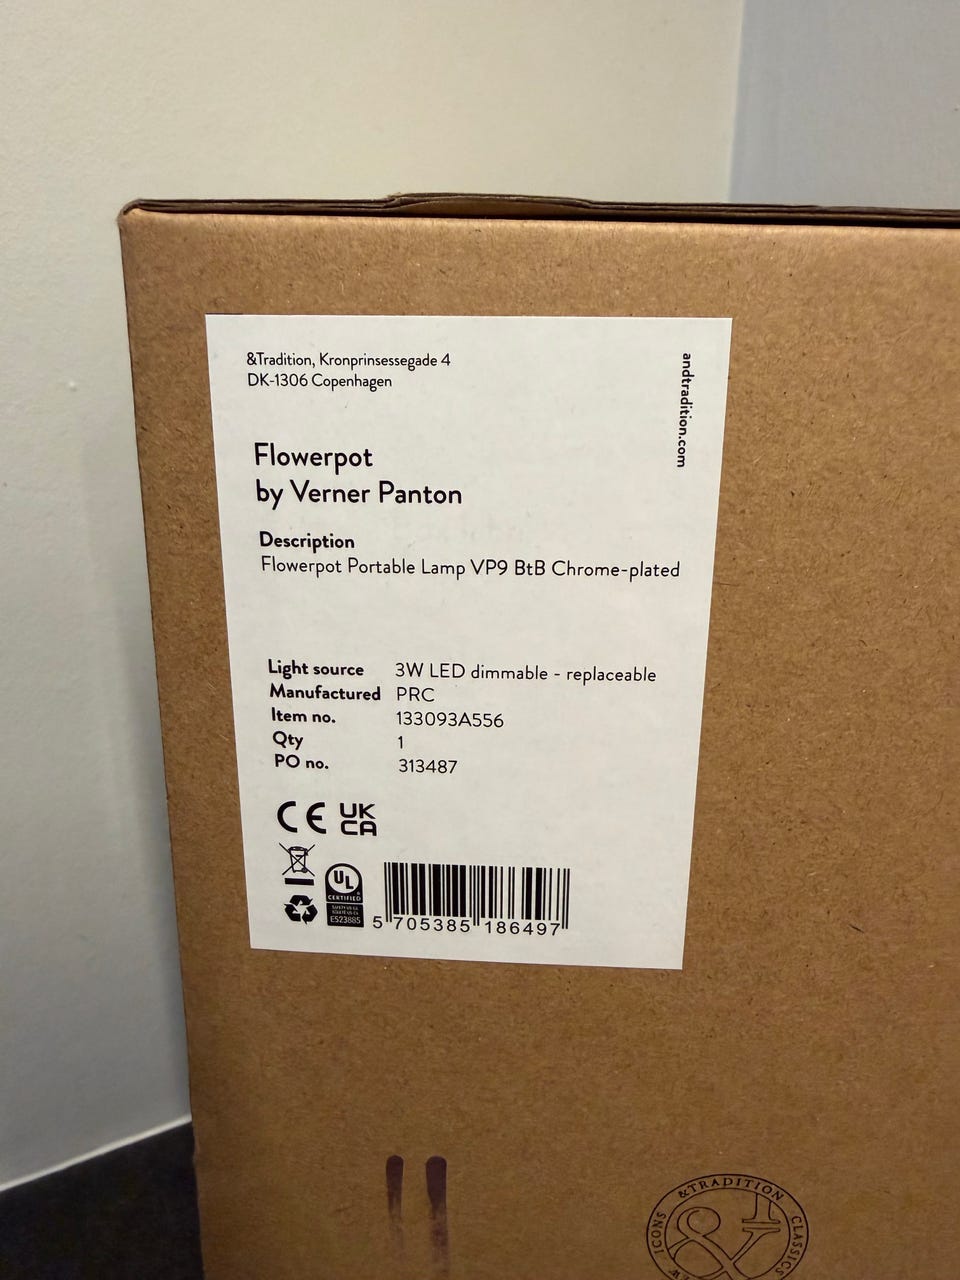 &Tradition, Kronprinsessegade 4
DK-1306 Copenhagen
andtradition.com
Flowerpot
by Verner Panton
Description
Flowerpot Portable Lamp VP9 BtB Chrome-plated
Light source 3W LED dimmable - replaceable
Manufactured PRC
Item no. 133093A556
Qty 1
PO no. 313487
CE UK
CA
UL
CERTIFIED
E523885
5 705385 186497
&TRADITION
ICONS
&
CLASSICS